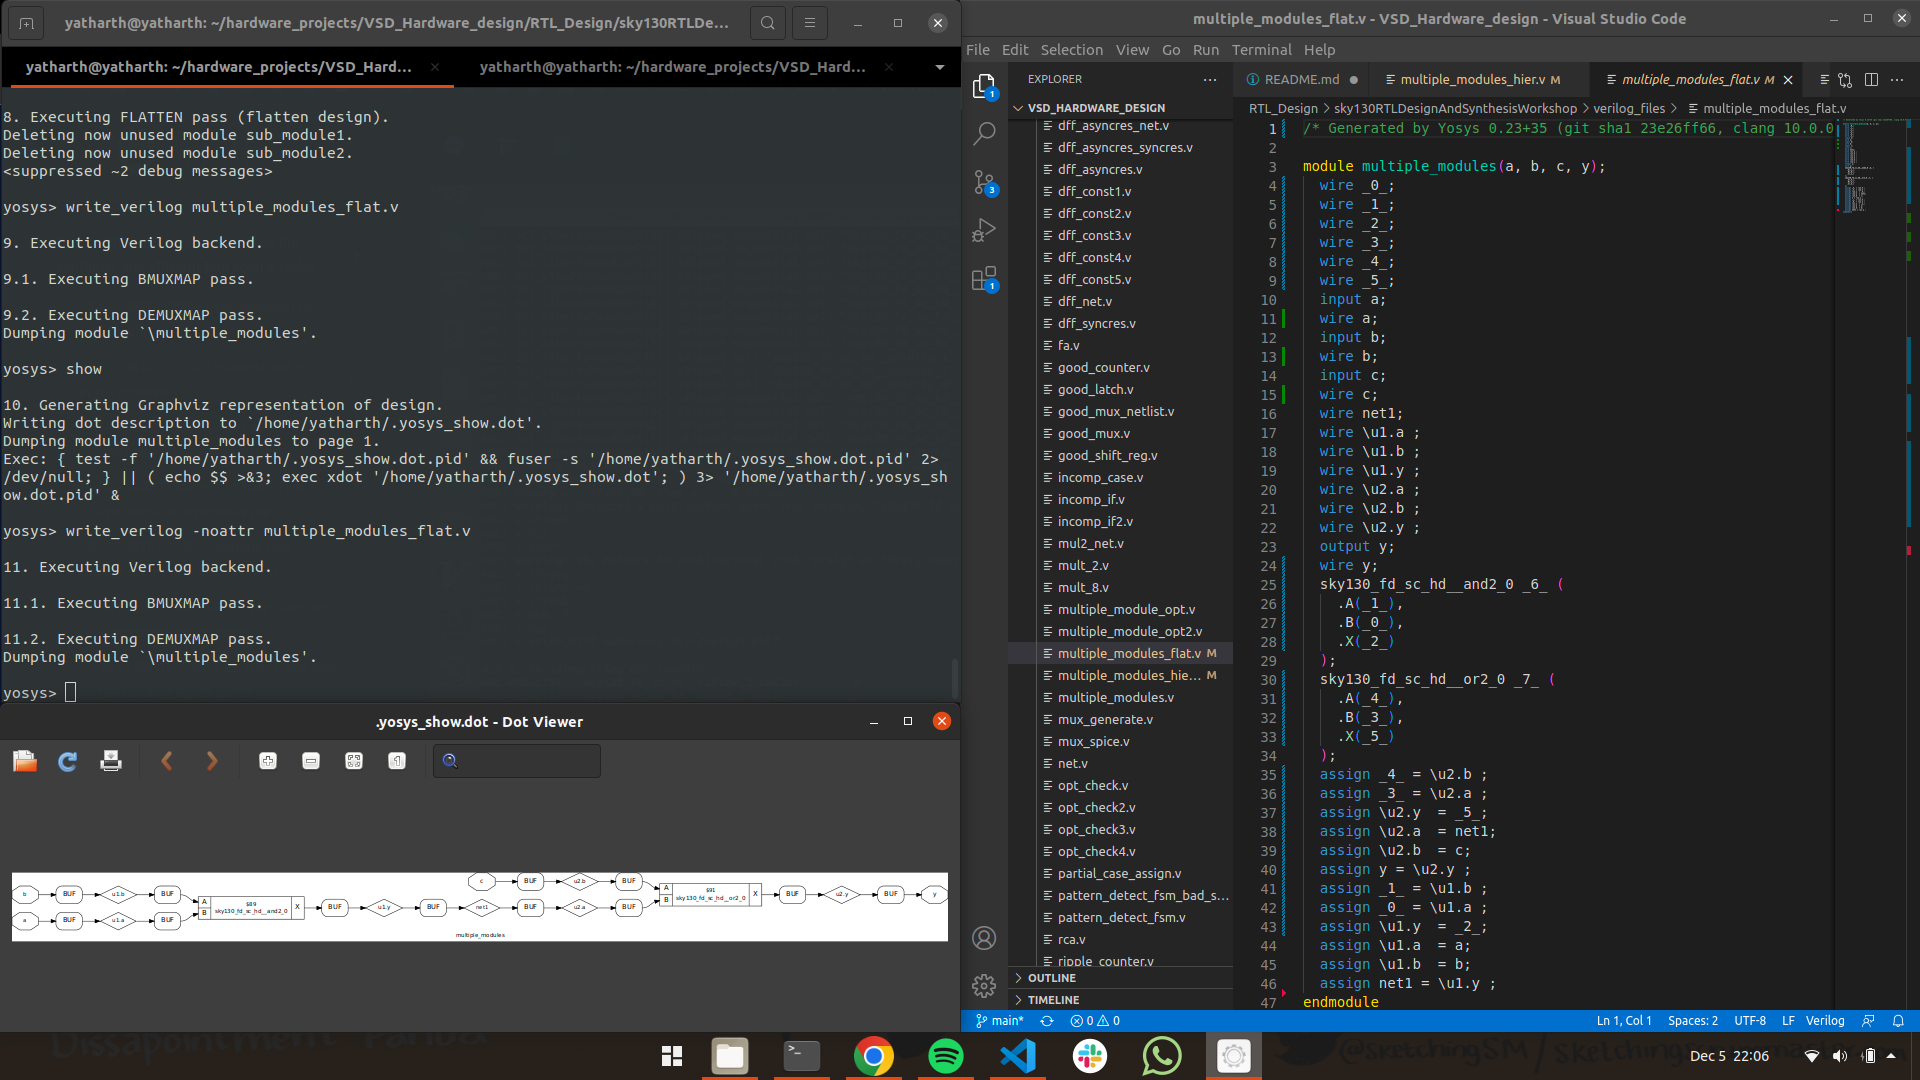 yatharth@yatharth: ~/hardware_projects/VSD_Hardware_design/RTL_Design/sky130RTLDe...
yatharth@yatharth: ~/hardware_projects/VSD_Hard...
yatharth@yatharth: ~/hardware_projects/VSD_Hard...
8. Executing FLATTEN pass (flatten design).
Deleting now unused module sub_module1.
Deleting now unused module sub_module2.
<suppressed ~2 debug messages>
yosys> write_verilog multiple_modules_flat.v
9. Executing Verilog backend.
9.1. Executing BMUXMAP pass.
9.2. Executing DEMUXMAP pass.
Dumping module `\multiple_modules'.
yosys> show
10. Generating Graphviz representation of design.
Writing dot description to `/home/yatharth/.yosys_show.dot'.
Dumping module multiple_modules to page 1.
Exec: { test -f '/home/yatharth/.yosys_show.dot.pid' && fuser -s '/home/yatharth/.yosys_show.dot.pid' 2>
/dev/null; } || ( echo $$ >&3; exec xdot '/home/yatharth/.yosys_show.dot'; ) 3> '/home/yatharth/.yosys_sh
ow.dot.pid' &
yosys> write_verilog -noattr multiple_modules_flat.v
11. Executing Verilog backend.
11.1. Executing BMUXMAP pass.
11.2. Executing DEMUXMAP pass.
Dumping module `\multiple_modules'.
yosys>
.yosys_show.dot - Dot Viewer
c BUF u2.b BUF
b BUF u1.b BUF
A
B
$89
sky130_fd_sc_hd__and2_0
X
BUF u1.y BUF net1 BUF u2.a BUF
A
B
$91
sky130_fd_sc_hd__or2_0
X
BUF u2.y BUF y
a BUF u1.a BUF
multiple_modules
multiple_modules_flat.v - VSD_Hardware_design - Visual Studio Code
File Edit Selection View Go Run Terminal Help
EXPLORER
VSD_HARDWARE_DESIGN
dff_asyncres_net.v
dff_asyncres_syncres.v
dff_asyncres.v
dff_const1.v
dff_const2.v
dff_const3.v
dff_const4.v
dff_const5.v
dff_net.v
dff_syncres.v
fa.v
good_counter.v
good_latch.v
good_mux_netlist.v
good_mux.v
good_shift_reg.v
incomp_case.v
incomp_if.v
incomp_if2.v
mul2_net.v
mult_2.v
mult_8.v
multiple_module_opt.v
multiple_module_opt2.v
multiple_modules_flat.v M
multiple_modules_hie... M
multiple_modules.v
mux_generate.v
mux_spice.v
net.v
opt_check.v
opt_check2.v
opt_check3.v
opt_check4.v
partial_case_assign.v
pattern_detect_fsm_bad_s...
pattern_detect_fsm.v
rca.v
ripple_counter.v
OUTLINE
TIMELINE
1
3
1
README.md multiple_modules_hier.v M multiple_modules_flat.v M
RTL_Design > sky130RTLDesignAndSynthesisWorkshop > verilog_files > multiple_modules_flat.v
1 /* Generated by Yosys 0.23+35 (git sha1 23e26ff66, clang 10.0.0
2
3 module multiple_modules(a, b, c, y);
4 wire _0_;
5 wire _1_;
6 wire _2_;
7 wire _3_;
8 wire _4_;
9 wire _5_;
10 input a;
11 wire a;
12 input b;
13 wire b;
14 input c;
15 wire c;
16 wire net1;
17 wire \u1.a ;
18 wire \u1.b ;
19 wire \u1.y ;
20 wire \u2.a ;
21 wire \u2.b ;
22 wire \u2.y ;
23 output y;
24 wire y;
25 sky130_fd_sc_hd__and2_0 _6_ (
26 .A(_1_),
27 .B(_0_),
28 .X(_2_)
29 );
30 sky130_fd_sc_hd__or2_0 _7_ (
31 .A(_4_),
32 .B(_3_),
33 .X(_5_)
34 );
35 assign _4_ = \u2.b ;
36 assign _3_ = \u2.a ;
37 assign \u2.y = _5_;
38 assign \u2.a = net1;
39 assign \u2.b = c;
40 assign y = \u2.y ;
41 assign _1_ = \u1.b ;
42 assign _0_ = \u1.a ;
43 assign \u1.y = _2_;
44 assign \u1.a = a;
45 assign \u1.b = b;
46 assign net1 = \u1.y ;
47 endmodule
main* 0 0 Ln 1, Col 1 Spaces: 2 UTF-8 LF Verilog
Dec 5 22:06